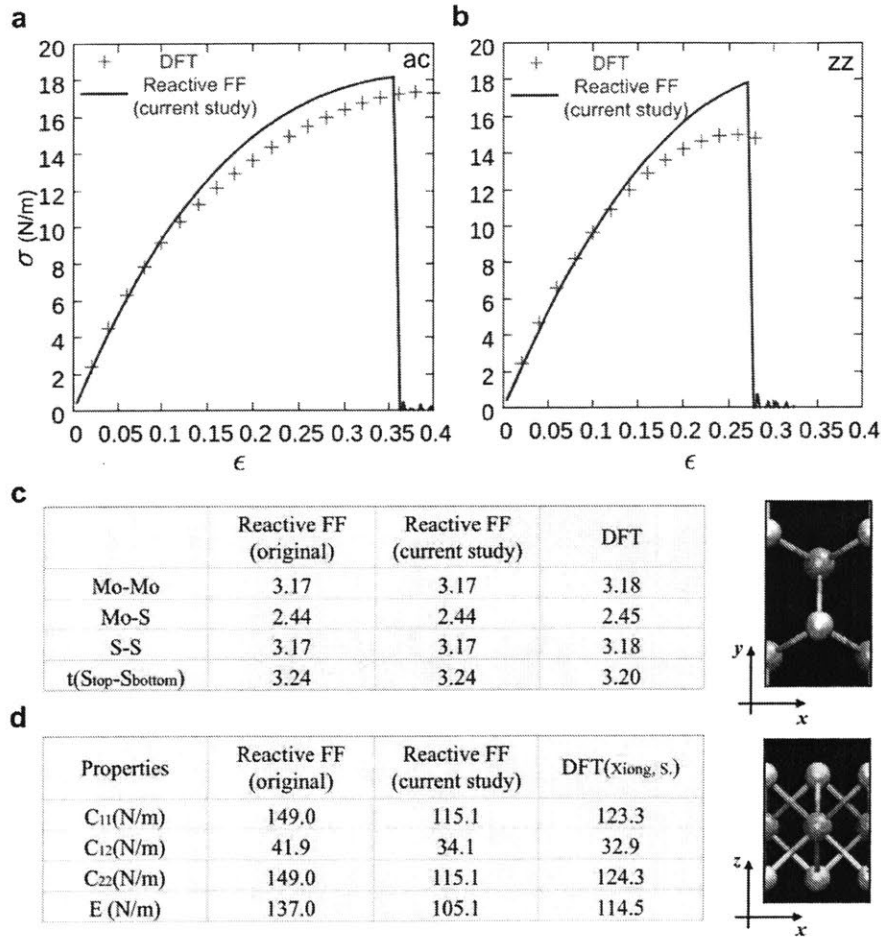 a
b
20
18
16
14
12
10
8
6
4
2
0
σ (N/m)
DFT
Reactive FF
(current study)
ac
0 0.05 0.1 0.15 0.2 0.25 0.3 0.35 0.4
ϵ
20
18
16
14
12
10
8
6
4
2
0
DFT
Reactive FF
(current study)
zz
0 0.05 0.1 0.15 0.2 0.25 0.3 0.35 0.4
ϵ
c
Reactive FF (original) Reactive FF (current study) DFT
Mo-Mo 3.17 3.17 3.18
Mo-S 2.44 2.44 2.45
S-S 3.17 3.17 3.18
t(Stop-Sbottom) 3.24 3.24 3.20
y
x
d
Properties Reactive FF (original) Reactive FF (current study) DFT(Xiong, S.)
C11(N/m) 149.0 115.1 123.3
C12(N/m) 41.9 34.1 32.9
C22(N/m) 149.0 115.1 124.3
E (N/m) 137.0 105.1 114.5
z
x